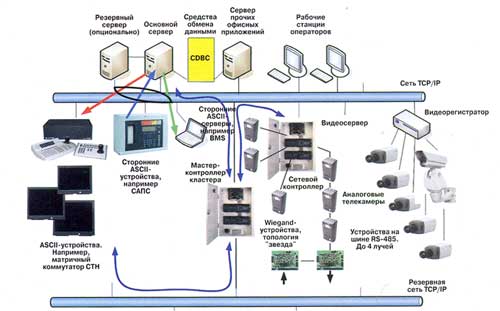 Резервный
сервер
(опционально)
Основной
сервер
Средства
обмена
данными
CDBC
Сервер
прочих
офисных
приложений
Рабочие
станции
операторов
Сеть TCP/IP
Сторонние
ASCII-
серверы,
например
BMS
Видеосервер
Видеорегистратор
Сторонние
ASCII-
устройства,
например
САПС
Мастер-
контроллер
кластера
Сетевой
контроллер
Аналоговые
телекамеры
Wiegand-
устройства,
топология
"звезда"
Устройства на
шине RS-485.
До 4 лучей
ASCII-устройства.
Например,
матричный
коммутатор СТН
Резервная
сеть TCP/IP